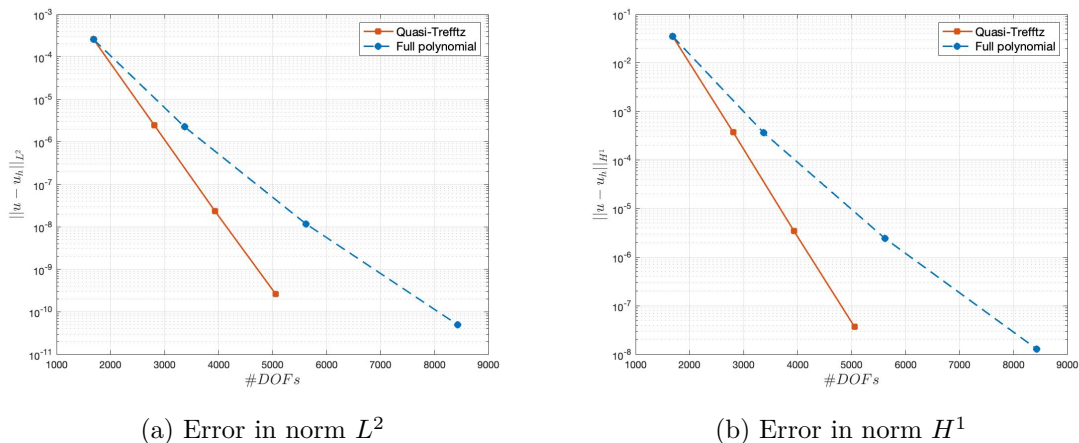 10^-3
10^-4
10^-5
10^-6
10^-7
10^-8
10^-9
10^-10
10^-11
||u − u_h||_{L^2}
Quasi-Trefftz
Full polynomial
1000 2000 3000 4000 5000 6000 7000 8000 9000
#DOFs
(a) Error in norm L^2
10^-1
10^-2
10^-3
10^-4
10^-5
10^-6
10^-7
10^-8
||u − u_h||_{H^1}
Quasi-Trefftz
Full polynomial
1000 2000 3000 4000 5000 6000 7000 8000 9000
#DOFs
(b) Error in norm H^1